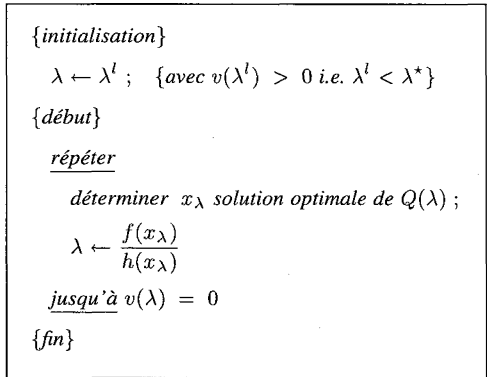 {initialisation}
λ ← λ^l ; {avec v(λ^l) > 0 i.e. λ^l < λ^⋆}
{début}
répéter
déterminer x_λ solution optimale de Q(λ) ;
λ ← f(x_λ) / h(x_λ)
jusqu'à v(λ) = 0
{fin}